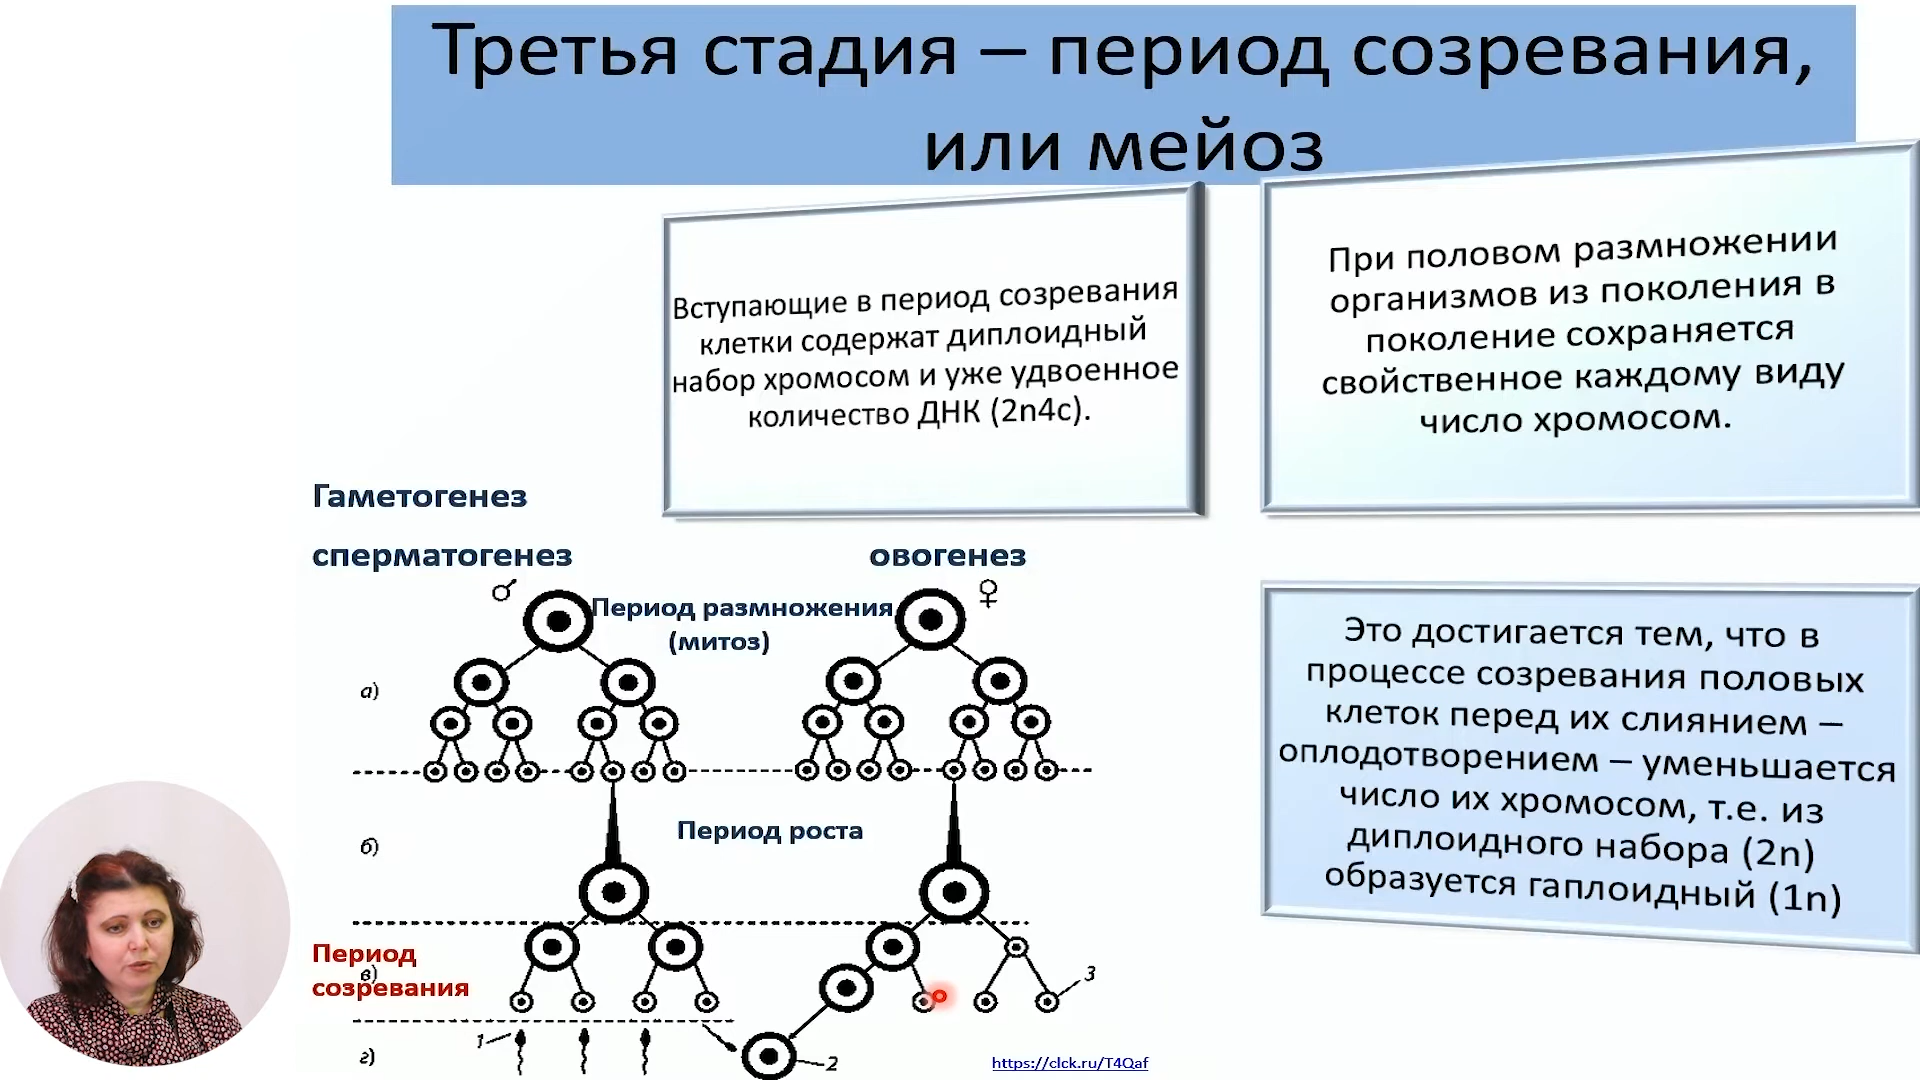 Третья стадия – период созревания,
или мейоз
Вступающие в период созревания
клетки содержат диплоидный
набор хромосом и уже удвоенное
количество ДНК (2n4c).
При половом размножении
организмов из поколения в
поколение сохраняется
свойственное каждому виду
число хромосом.
Гаметогенез
сперматогенез
овогенез
♂
♀
Период размножения
(митоз)
а)
Период роста
б)
Период
созревания
в)
3
1
г)
2
https://clck.ru/T4Qaf
Это достигается тем, что в
процессе созревания половых
клеток перед их слиянием –
оплодотворением – уменьшается
число их хромосом, т.е. из
диплоидного набора (2n)
образуется гаплоидный (1n)